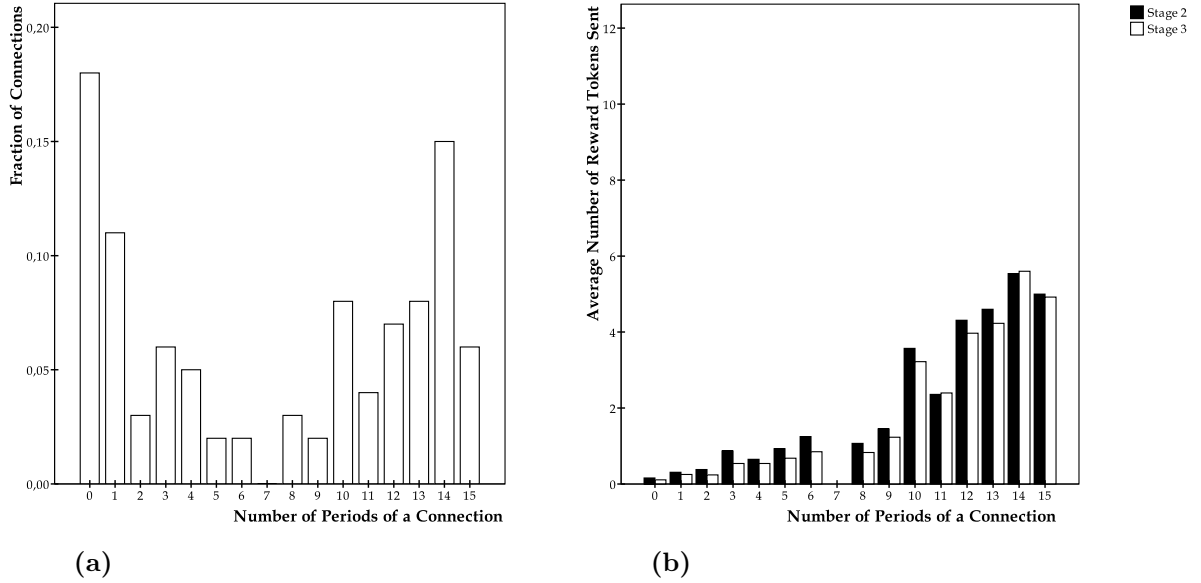 Fraction of Connections
0,20
0,15
0,10
0,05
0,00
0 1 2 3 4 5 6 7 8 9 10 11 12 13 14 15
Number of Periods of a Connection
(a)
Average Number of Reward Tokens Sent
12
10
8
6
4
2
0
0 1 2 3 4 5 6 7 8 9 10 11 12 13 14 15
Number of Periods of a Connection
(b)
Stage 2
Stage 3